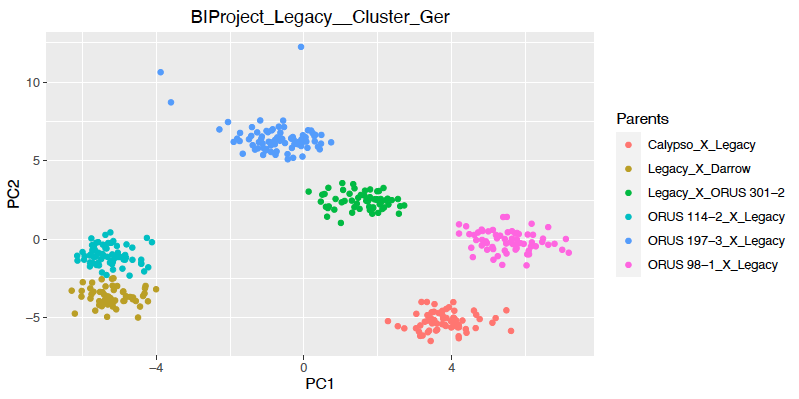 BIProject_Legacy__Cluster_Ger
10
5
0
−5
PC2
−4
0
4
PC1
Parents
Calypso_X_Legacy
Legacy_X_Darrow
Legacy_X_ORUS 301−2
ORUS 114−2_X_Legacy
ORUS 197−3_X_Legacy
ORUS 98−1_X_Legacy